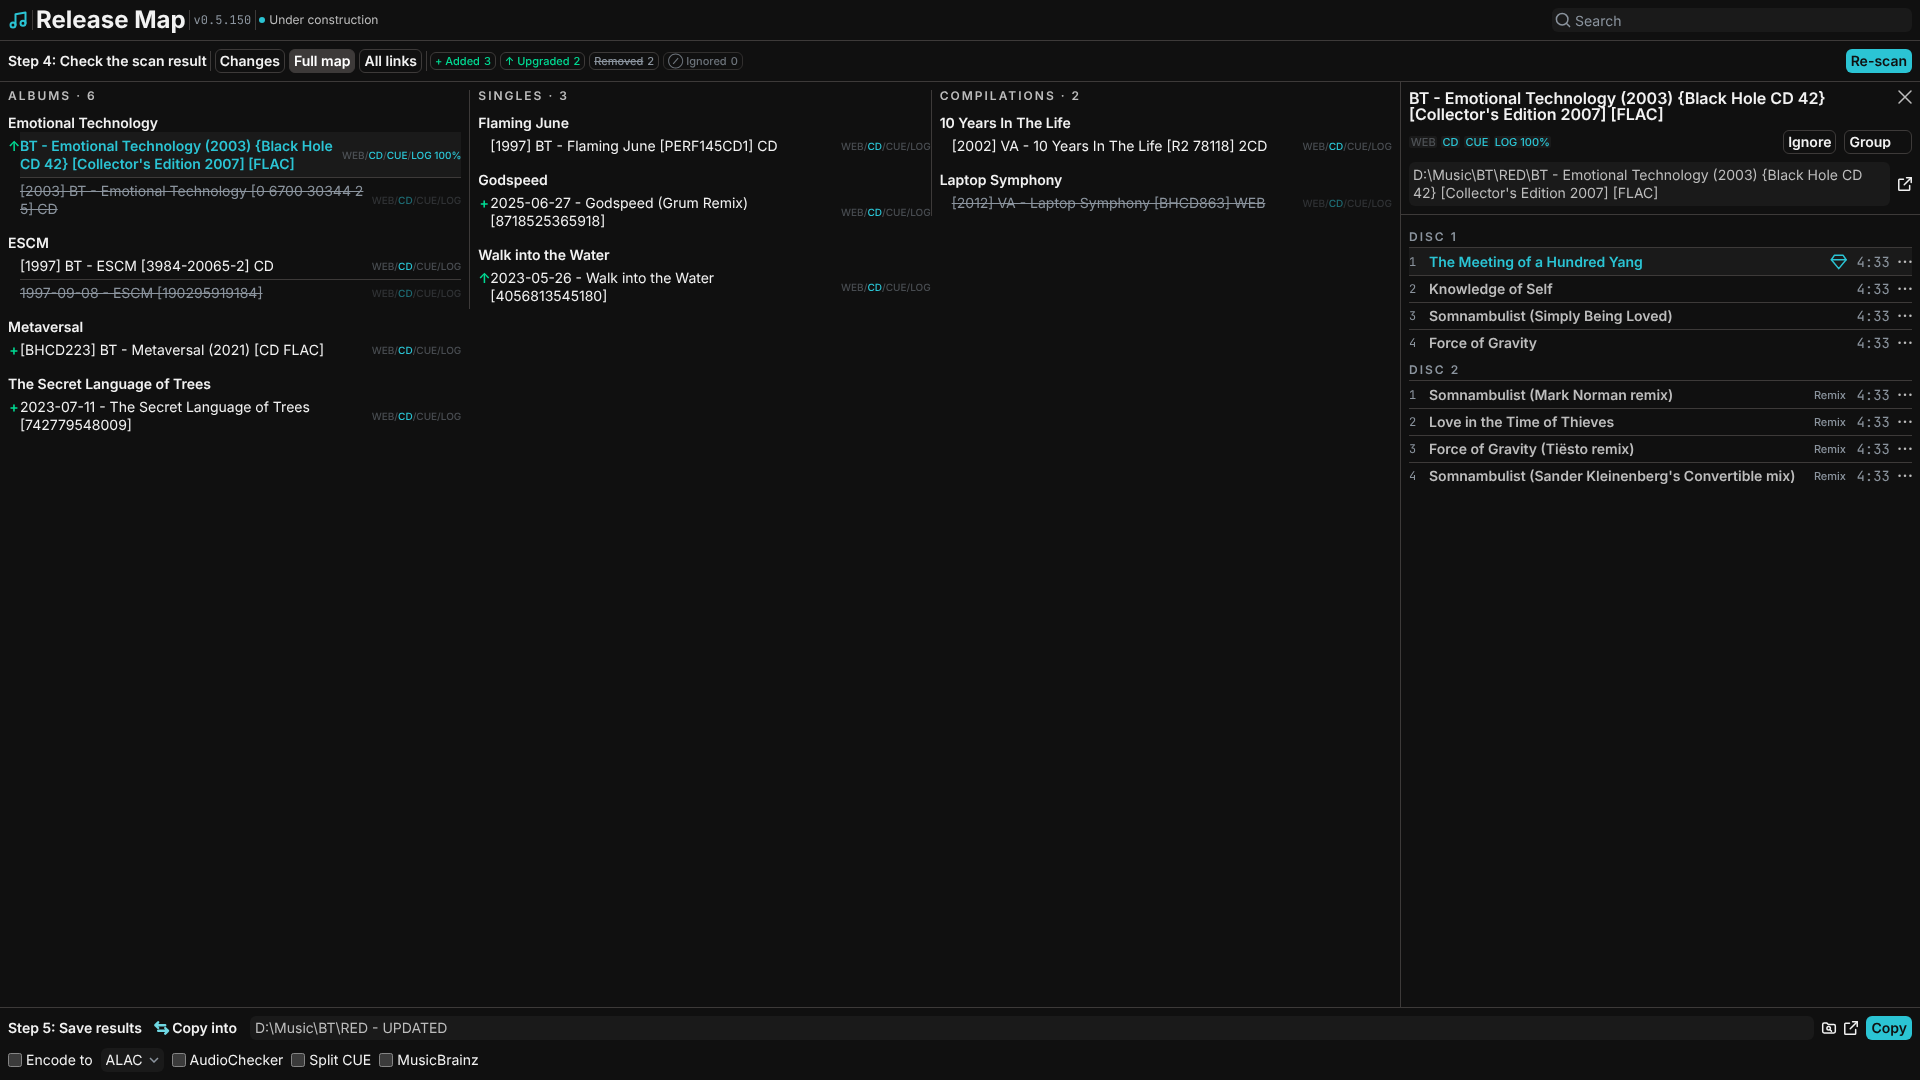 Release Map v0.5.150 Under construction Search
Step 4: Check the scan result Changes Full map All links + Added 3 Upgraded 2 Removed 2 Ignored 0 Re-scan
ALBUMS · 6
Emotional Technology
BT - Emotional Technology (2003) {Black Hole
CD 42} [Collector's Edition 2007] [FLAC]
WEB/CD/CUE/LOG 100%
[2003] BT - Emotional Technology [0 6700 30344 2
5] CD
WEB/CD/CUE/LOG
ESCM
[1997] BT - ESCM [3984-20065-2] CD WEB/CD/CUE/LOG
1997-09-08 - ESCM [190295919184] WEB/CD/CUE/LOG
Metaversal
+ [BHCD223] BT - Metaversal (2021) [CD FLAC] WEB/CD/CUE/LOG
The Secret Language of Trees
+ 2023-07-11 - The Secret Language of Trees
[742779548009]
WEB/CD/CUE/LOG
SINGLES · 3
Flaming June
[1997] BT - Flaming June [PERF145CD1] CD WEB/CD/CUE/LOG
Godspeed
+ 2025-06-27 - Godspeed (Grum Remix)
[8718525365918]
WEB/CD/CUE/LOG
Walk into the Water
2023-05-26 - Walk into the Water
[4056813545180]
WEB/CD/CUE/LOG
COMPILATIONS · 2
10 Years In The Life
[2002] VA - 10 Years In The Life [R2 78118] 2CD WEB/CD/CUE/LOG
Laptop Symphony
[2012] VA - Laptop Symphony [BHCD863] WEB WEB/CD/CUE/LOG
BT - Emotional Technology (2003) {Black Hole CD 42}
[Collector's Edition 2007] [FLAC]
WEB CD CUE LOG 100% Ignore Group
D:\Music\BT\RED\BT - Emotional Technology (2003) {Black Hole CD
42} [Collector's Edition 2007] [FLAC]
DISC 1
1 The Meeting of a Hundred Yang 4:33 ···
2 Knowledge of Self 4:33 ···
3 Somnambulist (Simply Being Loved) 4:33 ···
4 Force of Gravity 4:33 ···
DISC 2
1 Somnambulist (Mark Norman remix) Remix 4:33 ···
2 Love in the Time of Thieves Remix 4:33 ···
3 Force of Gravity (Tiësto remix) Remix 4:33 ···
4 Somnambulist (Sander Kleinenberg's Convertible mix) Remix 4:33 ···
Step 5: Save results Copy into D:\Music\BT\RED - UPDATED Copy
Encode to ALAC AudioChecker Split CUE MusicBrainz